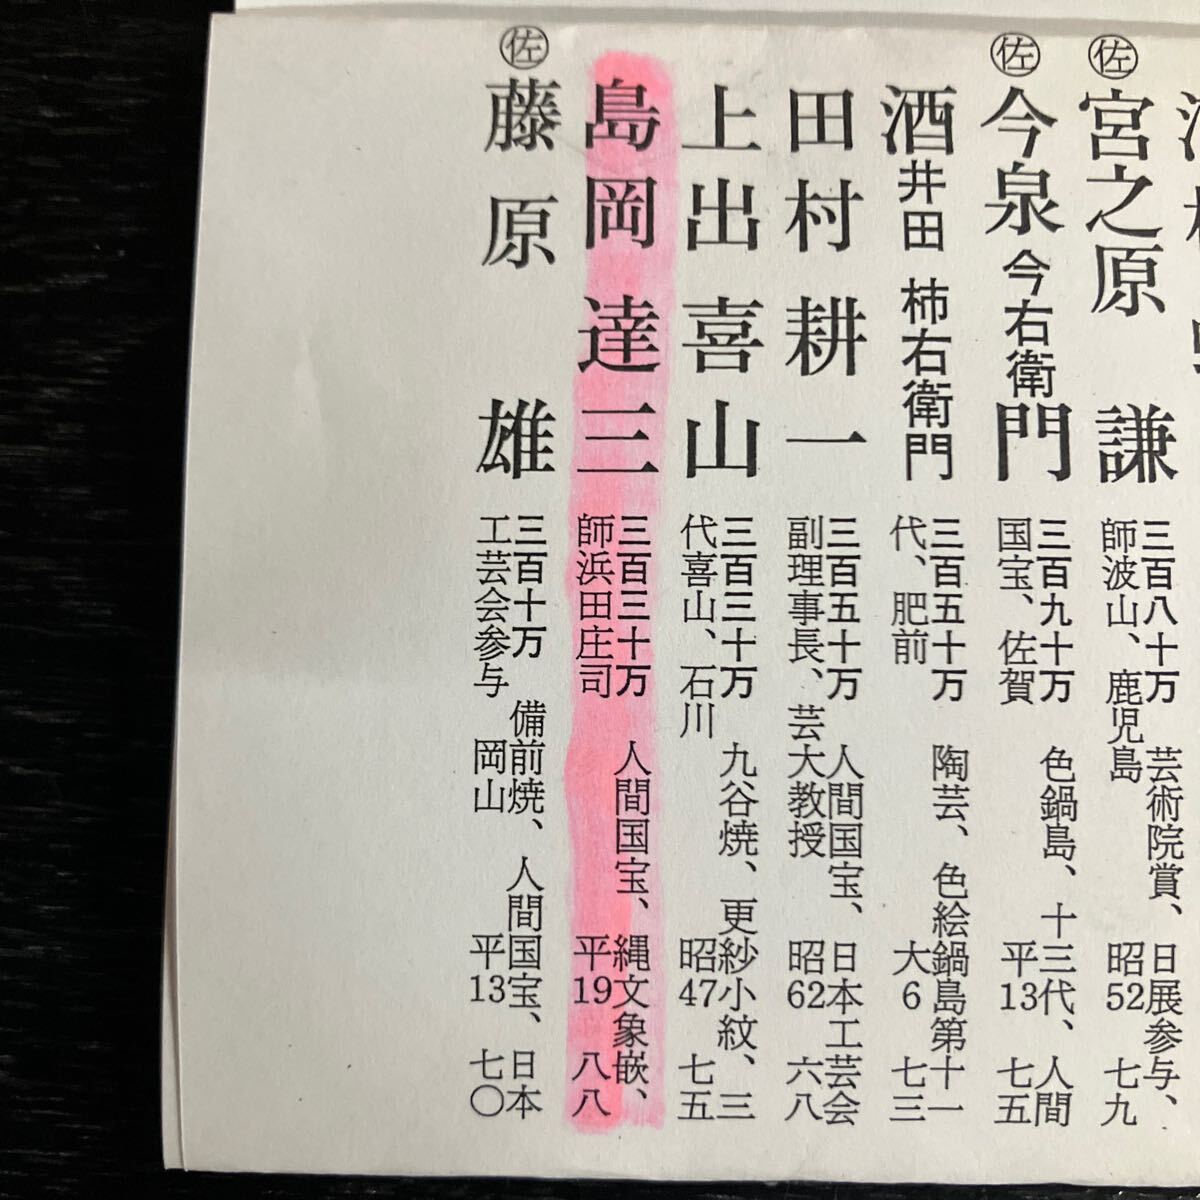 ㊛佐 宮之原 謙
三百八十万 芸術院賞、日展参与、
師波山、鹿児島 昭52 七九
佐 今泉今右衛門
三百九十万 色鍋島、十三代、人間
国宝、佐賀 平13 七五
酒井田柿右衛門
三百五十万 陶芸、色絵鍋島第十一
代、肥前 大6 七三
田村耕一
三百五十万 人間国宝、日本工芸会
副理事長、芸大教授 昭62 六八
上出喜山
三百三十万 九谷焼、更紗小紋、三
代喜山、石川 昭47 七五
島岡達三
三百三十万 人間国宝、縄文象嵌、
師浜田庄司 平19 八八
佐 藤原 雄
三百十万 備前焼、人間国宝、日本
工芸会参与 岡山 平13 七〇